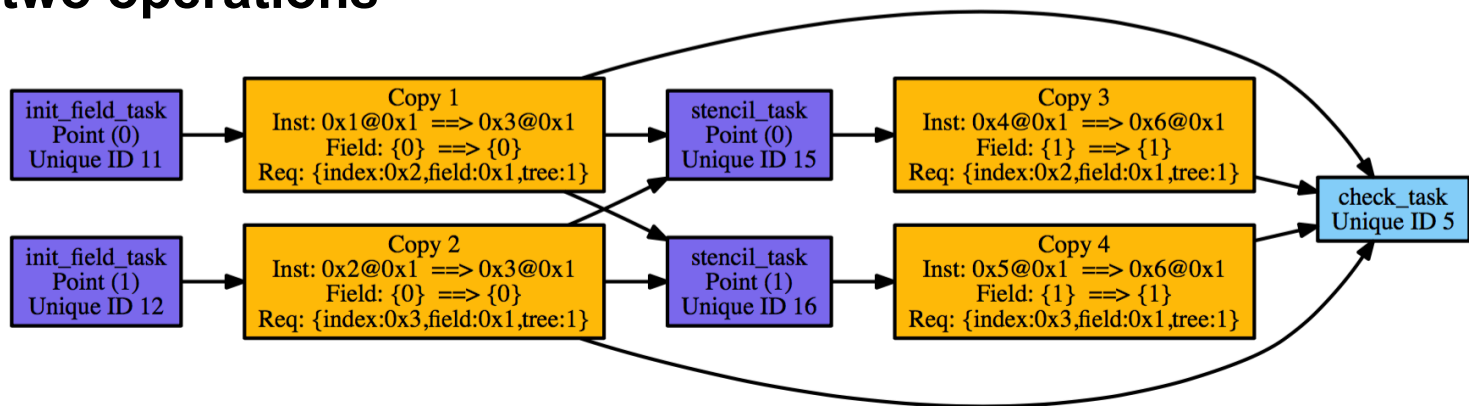 two operations
init_field_task
Point (0)
Unique ID 11
Copy 1
Inst: 0x1@0x1 ==> 0x3@0x1
Field: {0} ==> {0}
Req: {index:0x2,field:0x1,tree:1}
stencil_task
Point (0)
Unique ID 15
Copy 3
Inst: 0x4@0x1 ==> 0x6@0x1
Field: {1} ==> {1}
Req: {index:0x2,field:0x1,tree:1}
check_task
Unique ID 5
init_field_task
Point (1)
Unique ID 12
Copy 2
Inst: 0x2@0x1 ==> 0x3@0x1
Field: {0} ==> {0}
Req: {index:0x3,field:0x1,tree:1}
stencil_task
Point (1)
Unique ID 16
Copy 4
Inst: 0x5@0x1 ==> 0x6@0x1
Field: {1} ==> {1}
Req: {index:0x3,field:0x1,tree:1}